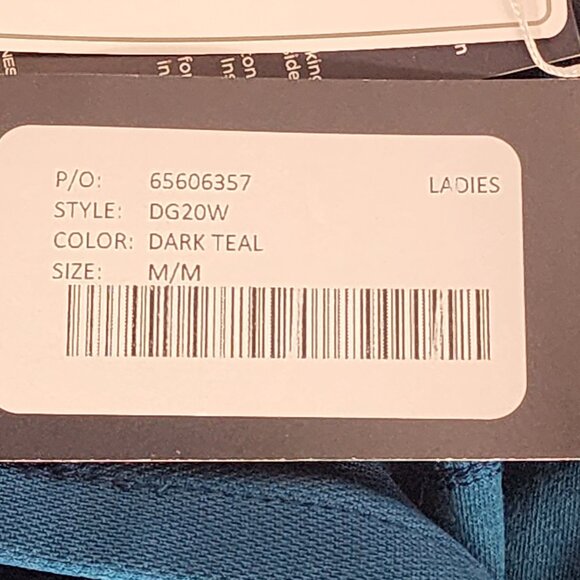 P/O: 65606357 LADIES
STYLE: DG20W
COLOR: DARK TEAL
SIZE: M/M